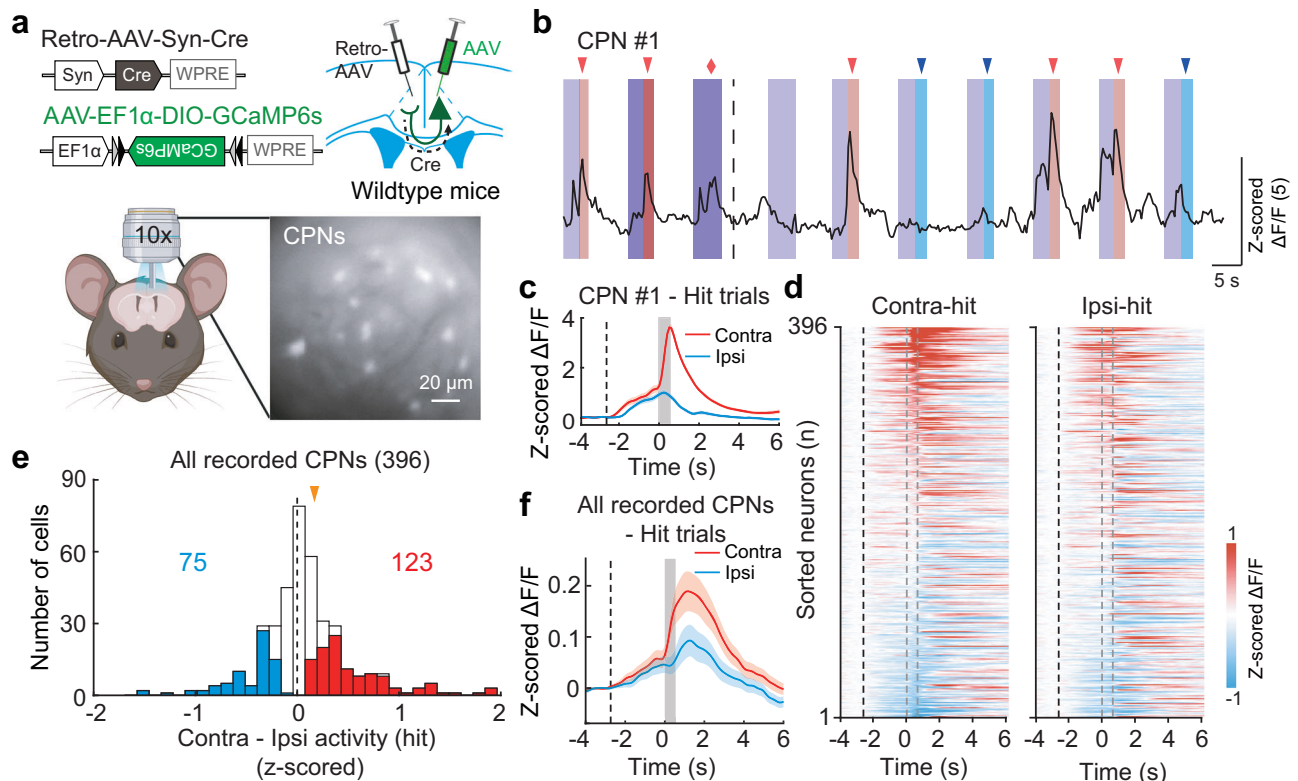 a
Retro-AAV-Syn-Cre
Syn
Cre
WPRE
AAV-EF1α-DIO-GCaMP6s
EF1α
GCaMP6s
WPRE
Retro-
AAV
AAV
Cre
Wildtype mice
10x
CPNs
20 µm
b
CPN #1
Z-scored
ΔF/F (5)
5 s
c
CPN #1 - Hit trials
Z-scored ΔF/F
4
2
0
Contra
Ipsi
-4 -2 0 2 4 6
Time (s)
d
Contra-hit
Ipsi-hit
396
Sorted neurons (n)
1
-4 -2 0 2 4 6
Time (s)
-4 -2 0 2 4 6
Time (s)
1
Z-scored ΔF/F
-1
e
All recorded CPNs (396)
Number of cells
90
60
30
0
75
123
-2 -1 0 1 2
Contra - Ipsi activity (hit)
(z-scored)
f
All recorded CPNs
- Hit trials
Z-scored ΔF/F
0.2
0.1
0
Contra
Ipsi
-4 -2 0 2 4 6
Time (s)